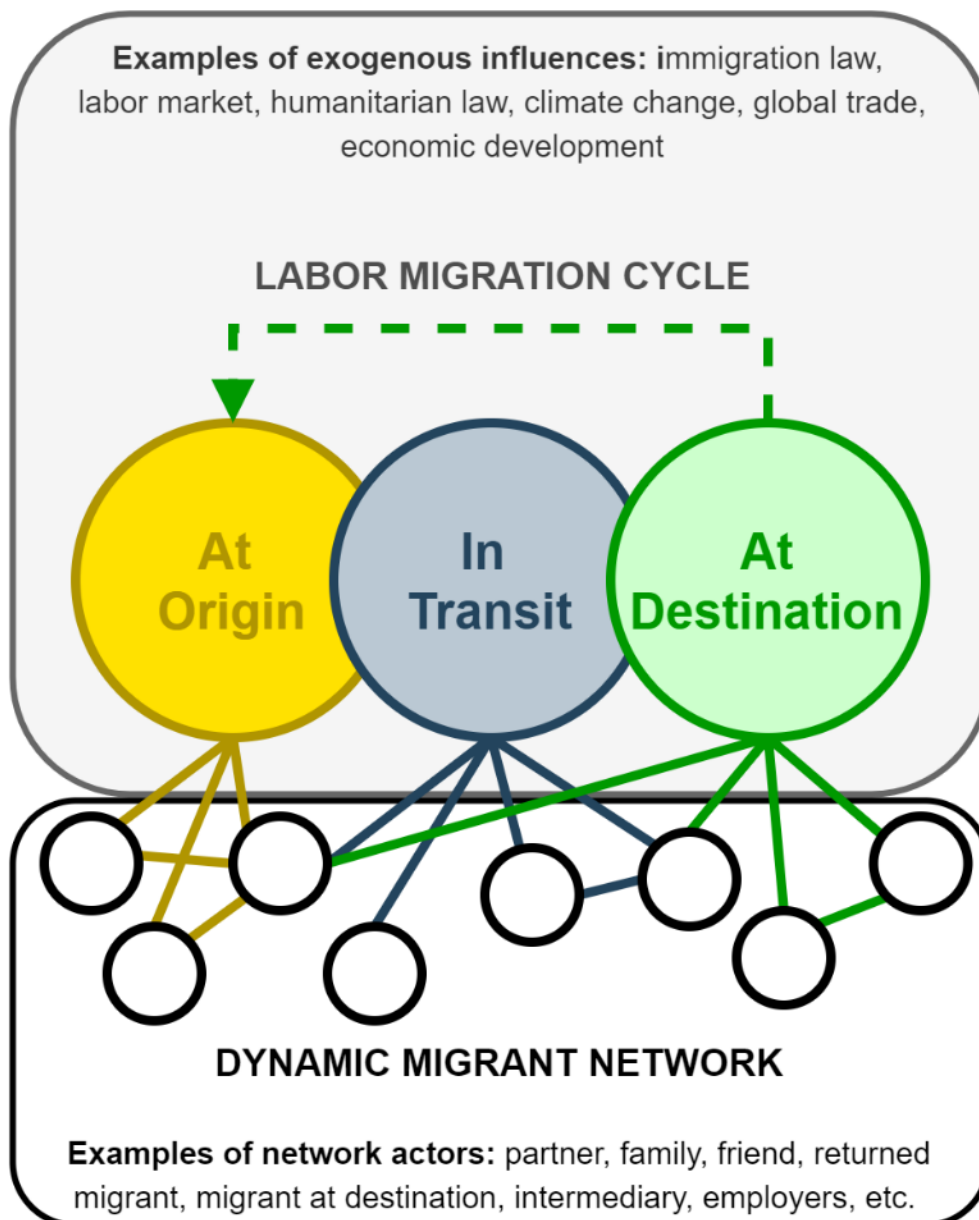 Examples of exogenous influences: immigration law,
labor market, humanitarian law, climate change, global trade,
economic development
LABOR MIGRATION CYCLE
At
Origin
In
Transit
At
Destination
DYNAMIC MIGRANT NETWORK
Examples of network actors: partner, family, friend, returned
migrant, migrant at destination, intermediary, employers, etc.